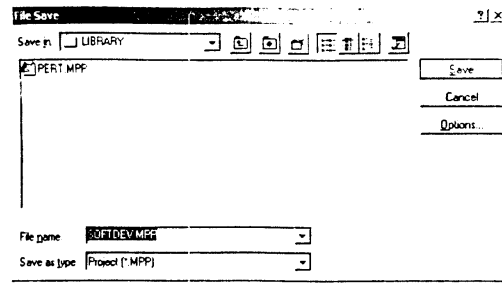 File Save
Save in LIBRARY
PERT.MPP
Save
Cancel
Options...
File name SOFTDEV.MPP
Save as type Project (*.MPP)